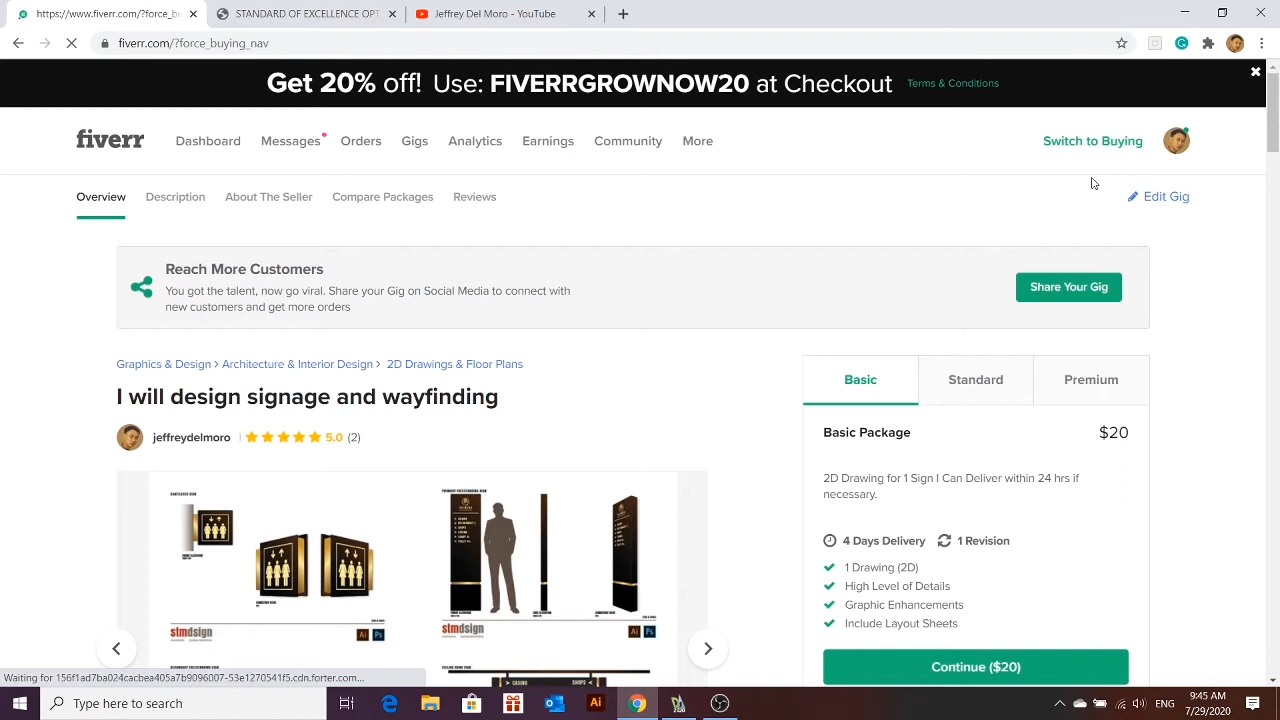 https://www.fiverr.com/?force_b
STANDARD OF EXCELLENCE OPT
Jeffrey Del Moro - YouTube
fiverr.com/?force_buying_nav
Get 20% off! Use: FIVERRGROWNOW20 at Checkout Terms & Conditions
fiverr Dashboard Messages Orders Gigs Analytics Earnings Community More Switch to Buying
Overview Description About The Seller Compare Packages Reviews Edit Gig
Reach More Customers
You got the talent, now go viral. Share your Gig on Social Media to connect with
new customers and get more orders
Share Your Gig
Graphics & Design > Architecture & Interior Design > 2D Drawings & Floor Plans
I will design signage and wayfinding
jeffreydelmoro 5.0 (2)
stmdsign Ai Ps
stmdsign Ai Ps
CASINO SHOPS
Basic Standard Premium
Basic Package $20
2D Drawing for 1 Sign I Can Deliver within 24 hrs if
necessary.
4 Days Delivery 1 Revision
1 Drawing (2D)
High Level of Details
Graphic Enhancements
Include Layout Sheets
Continue ($20)
Type here to search
Ai
ENG
9:45 AM
7/29/2020